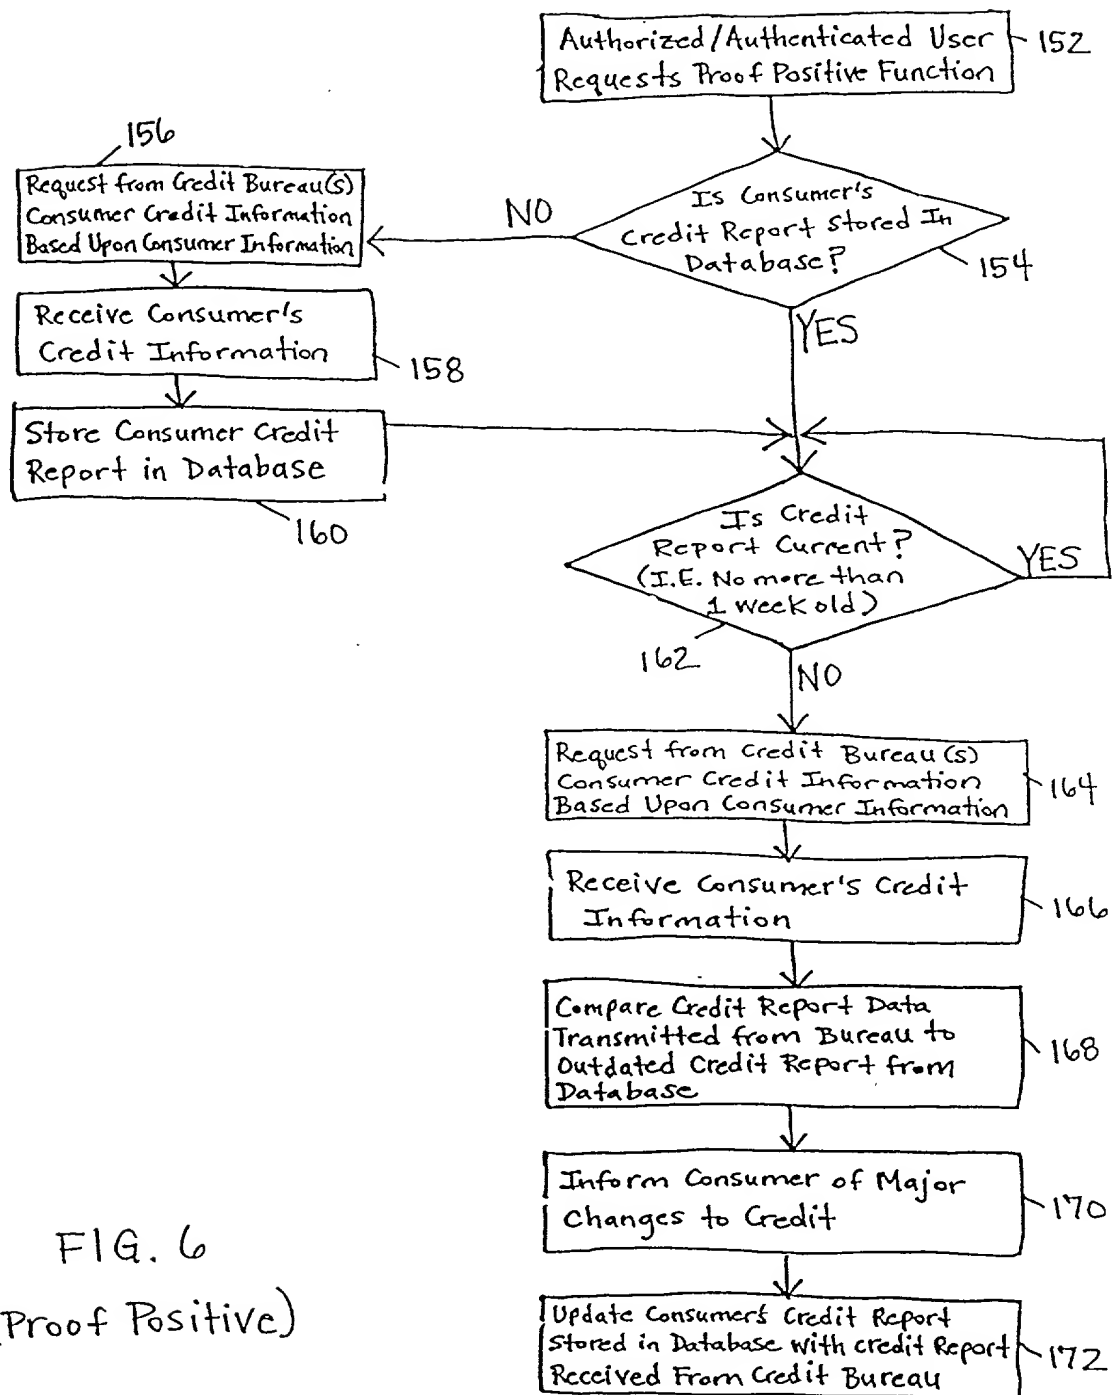 Authorized/Authenticated User
Requests Proof Positive Function
152
Is Consumer's
Credit Report Stored In
Database?
154
NO
YES
156
Request from Credit Bureau(s)
Consumer Credit Information
Based Upon Consumer Information
Receive Consumer's
Credit Information
158
Store Consumer Credit
Report in Database
160
Is Credit
Report Current?
(I.E. No more than
1 week old)
162
YES
NO
Request from Credit Bureau(s)
Consumer Credit Information
Based Upon Consumer Information
164
Receive Consumer's Credit
Information
166
Compare Credit Report Data
Transmitted from Bureau to
Outdated Credit Report from
Database
168
Inform Consumer of Major
Changes to Credit
170
Update Consumer's Credit Report
Stored in Database with credit Report
Received From Credit Bureau
172
FIG. 6
(Proof Positive)